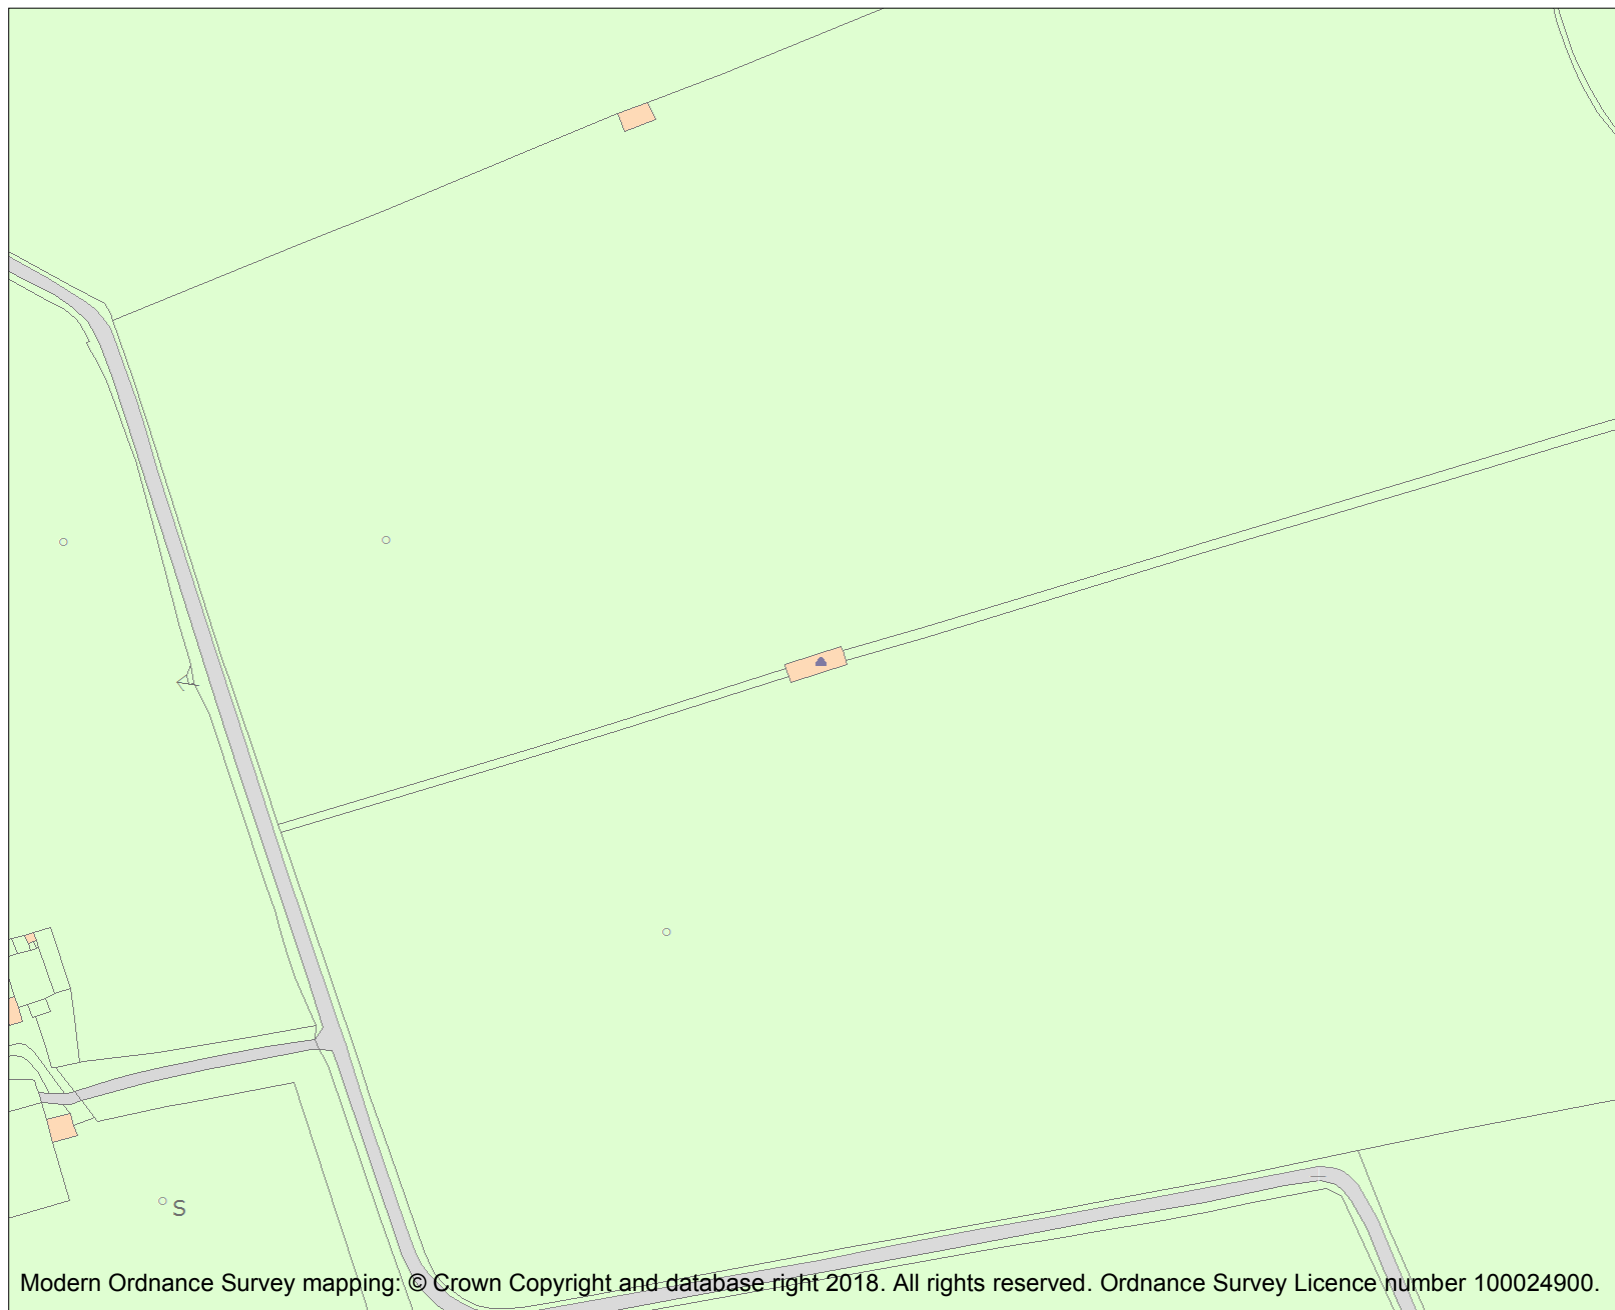 A
S
Modern Ordnance Survey mapping: © Crown Copyright and database right 2018. All rights reserved. Ordnance Survey Licence number 100024900.